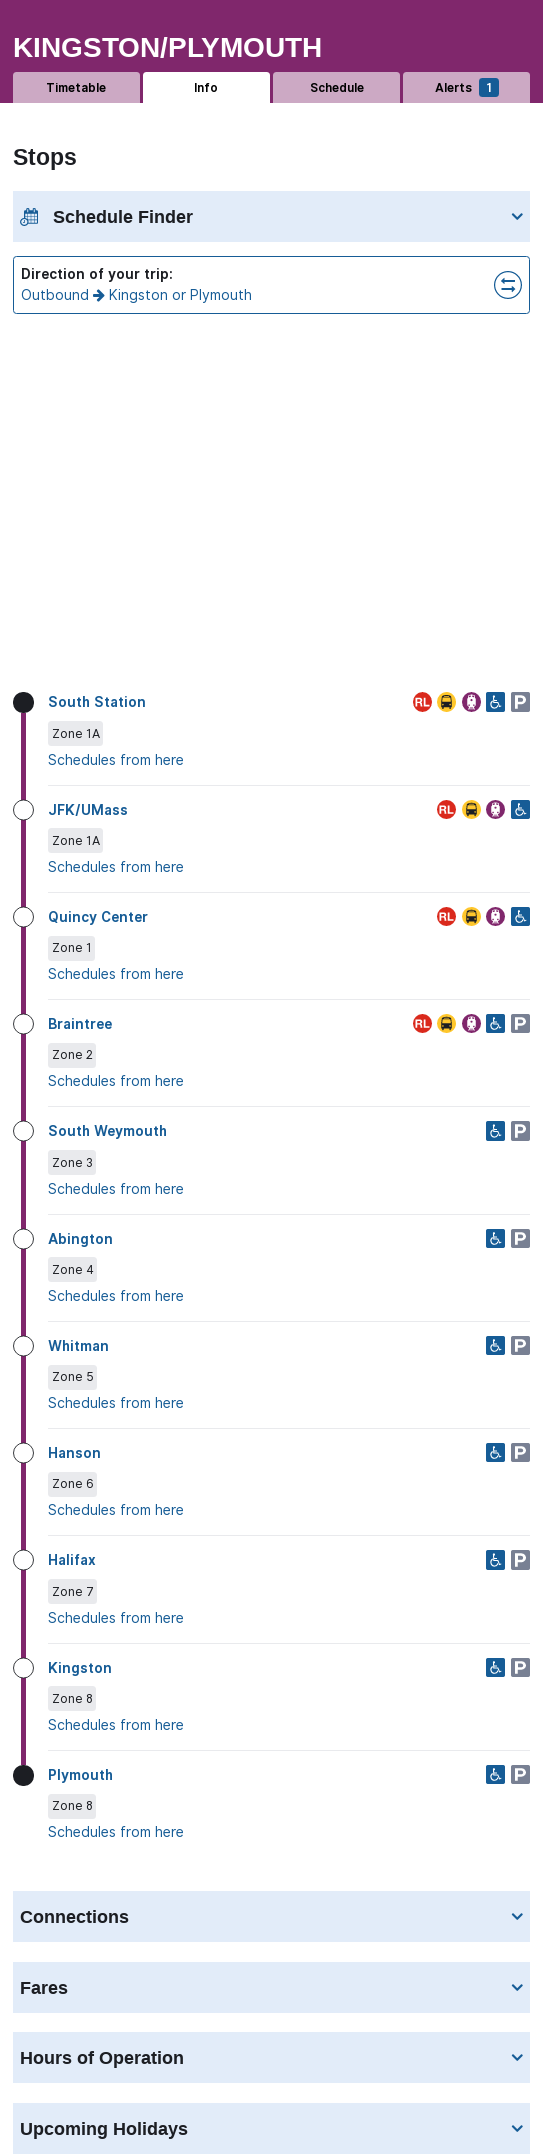 KINGSTON/PLYMOUTH
Timetable Info Schedule Alerts 1
Stops
Schedule Finder
Direction of your trip:
Outbound → Kingston or Plymouth
South Station RL P
Zone 1A
Schedules from here
JFK/UMass RL
Zone 1A
Schedules from here
Quincy Center RL
Zone 1
Schedules from here
Braintree RL P
Zone 2
Schedules from here
South Weymouth P
Zone 3
Schedules from here
Abington P
Zone 4
Schedules from here
Whitman P
Zone 5
Schedules from here
Hanson P
Zone 6
Schedules from here
Halifax P
Zone 7
Schedules from here
Kingston P
Zone 8
Schedules from here
Plymouth P
Zone 8
Schedules from here
Connections
Fares
Hours of Operation
Upcoming Holidays